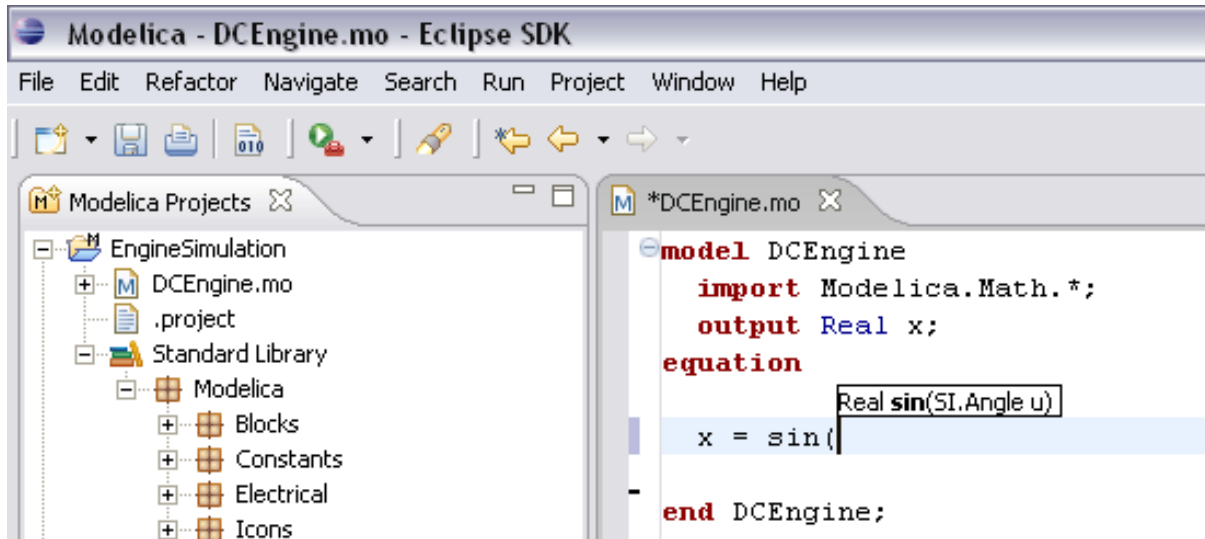 Modelica - DCEngine.mo - Eclipse SDK
File Edit Refactor Navigate Search Run Project Window Help
010
Modelica Projects
EngineSimulation
DCEngine.mo
.project
Standard Library
Modelica
Blocks
Constants
Electrical
Icons
*DCEngine.mo
model DCEngine
import Modelica.Math.*;
output Real x;
equation
Real sin(SI.Angle u)
x = sin(
end DCEngine;